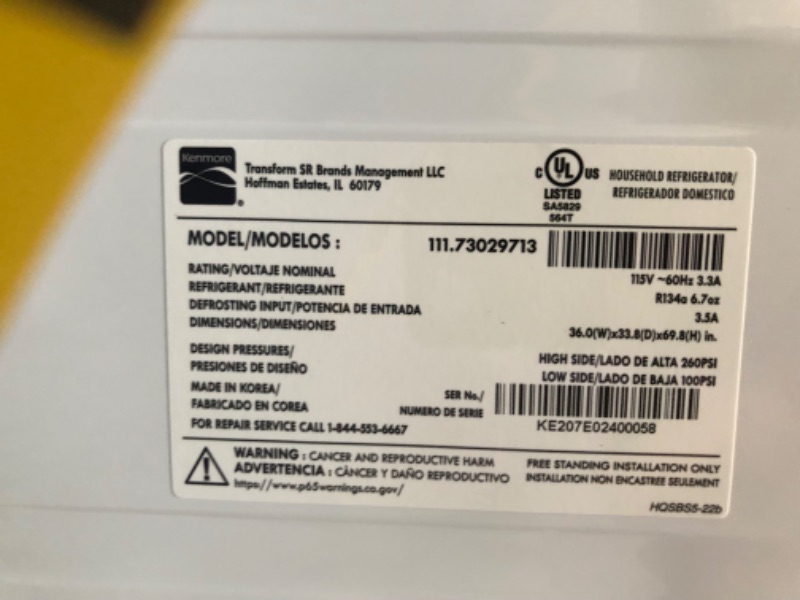 Kenmore
Transform SR Brands Management LLC
Hoffman Estates, IL 60179
C UL US
LISTED
SA5829
564T
HOUSEHOLD REFRIGERATOR/
REFRIGERADOR DOMESTICO
MODEL/MODELOS : 111.73029713
RATING/VOLTAJE NOMINAL 115V ~60Hz 3.3A
REFRIGERANT/REFRIGERANTE R134a 6.7oz
DEFROSTING INPUT/POTENCIA DE ENTRADA 3.5A
DIMENSIONS/DIMENSIONES 36.0(W)x33.8(D)x69.8(H) in.
DESIGN PRESSURES/ HIGH SIDE/LADO DE ALTA 260PSI
PRESIONES DE DISEÑO LOW SIDE/LADO DE BAJA 100PSI
MADE IN KOREA/ SER No./
FABRICADO EN COREA NUMERO DE SERIE
KE207E02400058
FOR REPAIR SERVICE CALL 1-844-553-6667
WARNING : CANCER AND REPRODUCTIVE HARM
ADVERTENCIA : CÀNCER Y DAÑO REPRODUCTIVO
https://www.p65warnings.ca.gov/
FREE STANDING INSTALLATION ONLY
INSTALLATION NON ENCASTREE SEULEMENT
HQSBS5-22b